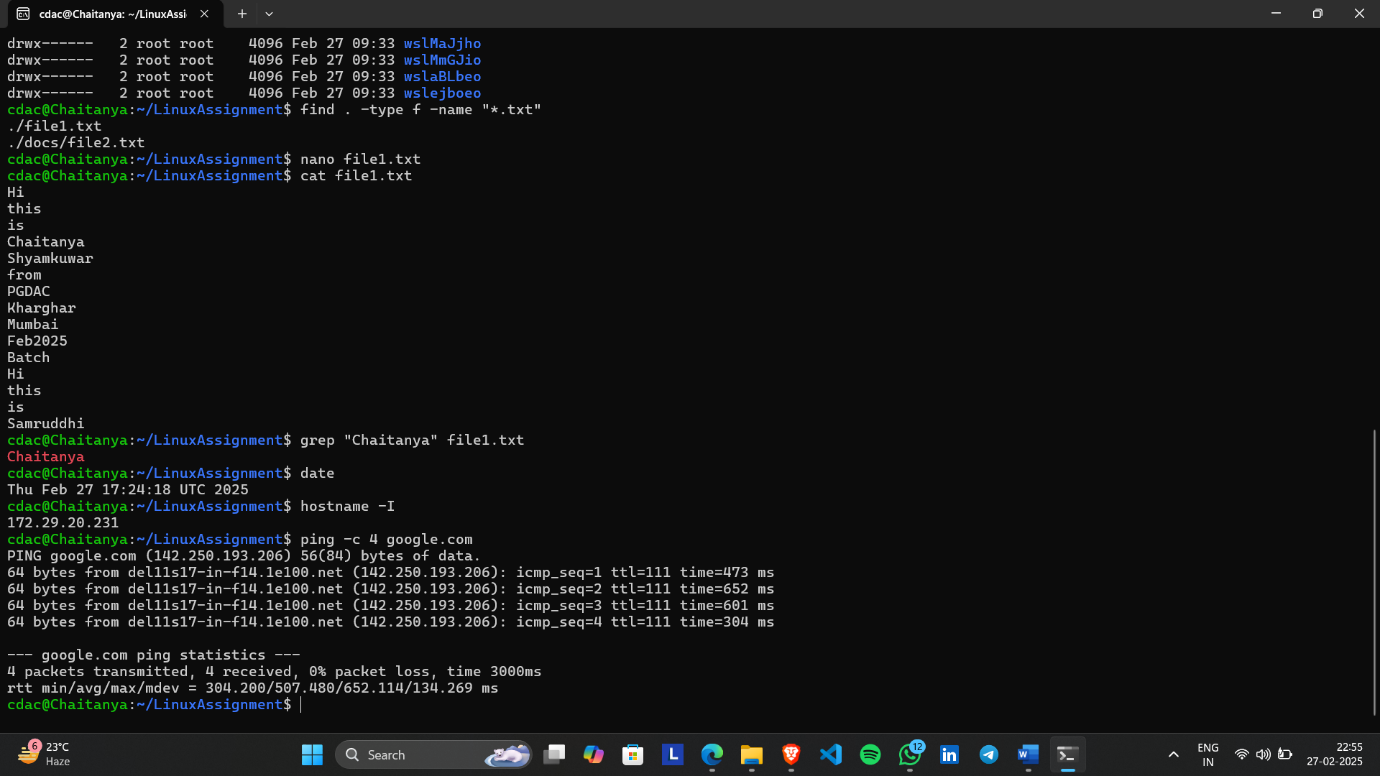 cdac@Chaitanya: ~/LinuxAssi
drwx------   2 root root    4096 Feb 27 09:33 wslMaJjho
drwx------   2 root root    4096 Feb 27 09:33 wslMmGJio
drwx------   2 root root    4096 Feb 27 09:33 wslaBLbeo
drwx------   2 root root    4096 Feb 27 09:33 wslejboeo
cdac@Chaitanya:~/LinuxAssignment$ find . -type f -name "*.txt"
./file1.txt
./docs/file2.txt
cdac@Chaitanya:~/LinuxAssignment$ nano file1.txt
cdac@Chaitanya:~/LinuxAssignment$ cat file1.txt
Hi
this
is
Chaitanya
Shyamkuwar
from
PGDAC
Kharghar
Mumbai
Feb2025
Batch
Hi
this
is
Samruddhi
cdac@Chaitanya:~/LinuxAssignment$ grep "Chaitanya" file1.txt
Chaitanya
cdac@Chaitanya:~/LinuxAssignment$ date
Thu Feb 27 17:24:18 UTC 2025
cdac@Chaitanya:~/LinuxAssignment$ hostname -I
172.29.20.231
cdac@Chaitanya:~/LinuxAssignment$ ping -c 4 google.com
PING google.com (142.250.193.206) 56(84) bytes of data.
64 bytes from del11s17-in-f14.1e100.net (142.250.193.206): icmp_seq=1 ttl=111 time=473 ms
64 bytes from del11s17-in-f14.1e100.net (142.250.193.206): icmp_seq=2 ttl=111 time=652 ms
64 bytes from del11s17-in-f14.1e100.net (142.250.193.206): icmp_seq=3 ttl=111 time=601 ms
64 bytes from del11s17-in-f14.1e100.net (142.250.193.206): icmp_seq=4 ttl=111 time=304 ms
--- google.com ping statistics ---
4 packets transmitted, 4 received, 0% packet loss, time 3000ms
rtt min/avg/max/mdev = 304.200/507.480/652.114/134.269 ms
cdac@Chaitanya:~/LinuxAssignment$
6
23°C
Haze
Search
L
12
in
W
ENG
IN
22:55
27-02-2025